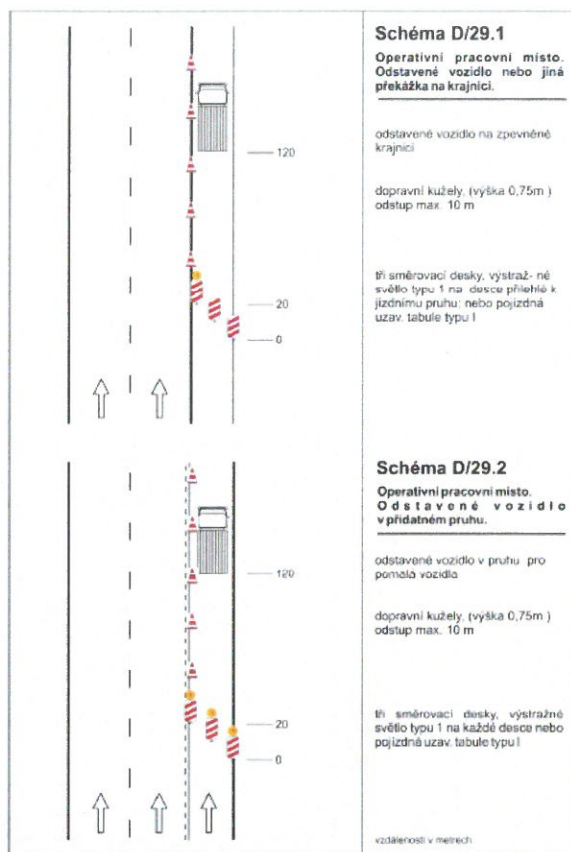 Schéma D/29.1
Operativní pracovní místo.
Odstavené vozidlo nebo jiná
překážka na krajnici.
odstavené vozidlo na zpevněné
krajnici
120
dopravní kužely, (výška 0,75m )
odstup max. 10 m
tři směrovací desky, výstraž- né
světlo typu 1 na desce přilehlé k
jízdnímu pruhu; nebo pojízdná
uzav. tabule typu I
20
0
Schéma D/29.2
Operativní pracovní místo.
Odstavené vozidlo
v přídatném pruhu.
odstavené vozidlo v pruhu pro
pomalá vozidla
120
dopravní kužely, (výška 0,75m )
odstup max. 10 m
tři směrovací desky, výstražné
světlo typu 1 na každé desce nebo
pojízdná uzav. tabule typu I
20
0
vzdálenosti v metrech